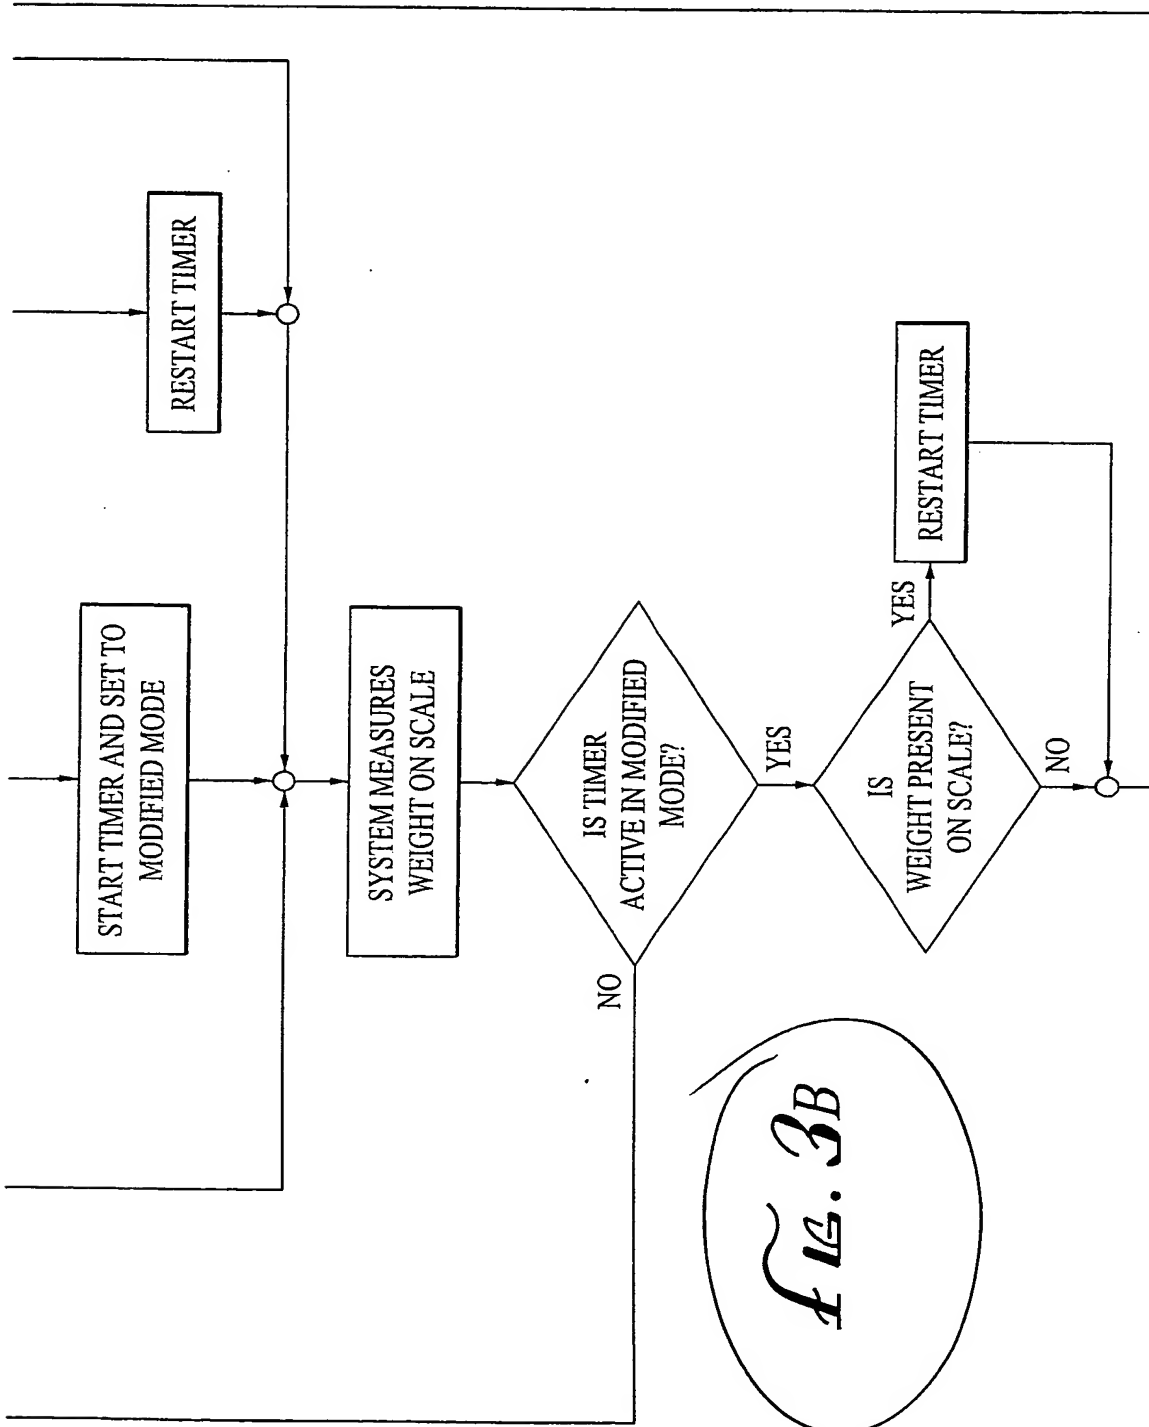 RESTART TIMER
START TIMER AND SET TO
MODIFIED MODE
SYSTEM MEASURES
WEIGHT ON SCALE
IS TIMER
ACTIVE IN MODIFIED
MODE?
NO
YES
IS
WEIGHT PRESENT
ON SCALE?
YES
RESTART TIMER
NO
FIG. 3B